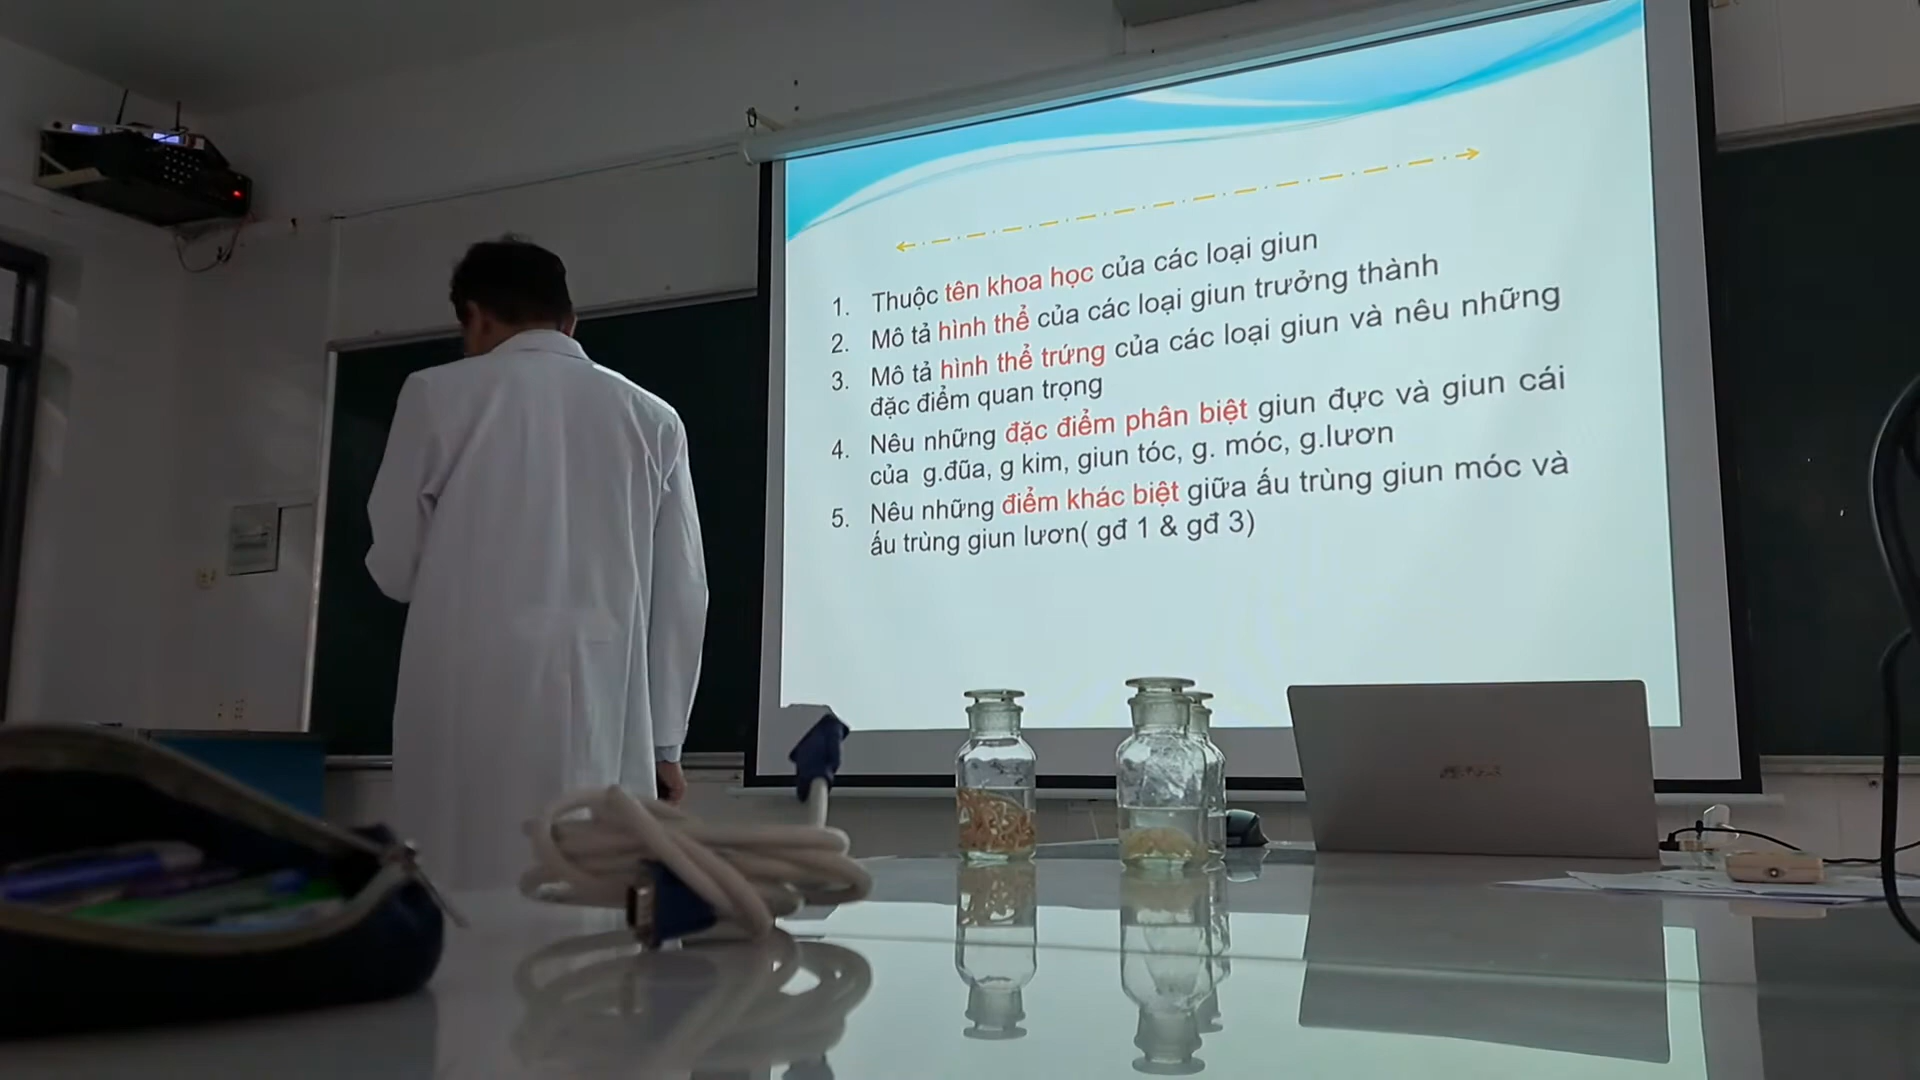 1. Thuộc tên khoa học của các loại giun
2. Mô tả hình thể của các loại giun trưởng thành
3. Mô tả hình thể trứng của các loại giun và nêu những
đặc điểm quan trọng
4. Nêu những đặc điểm phân biệt giun đực và giun cái
của g.đũa, g kim, giun tóc, g. móc, g.lươn
5. Nêu những điểm khác biệt giữa ấu trùng giun móc và
ấu trùng giun lươn( gđ 1 & gđ 3)